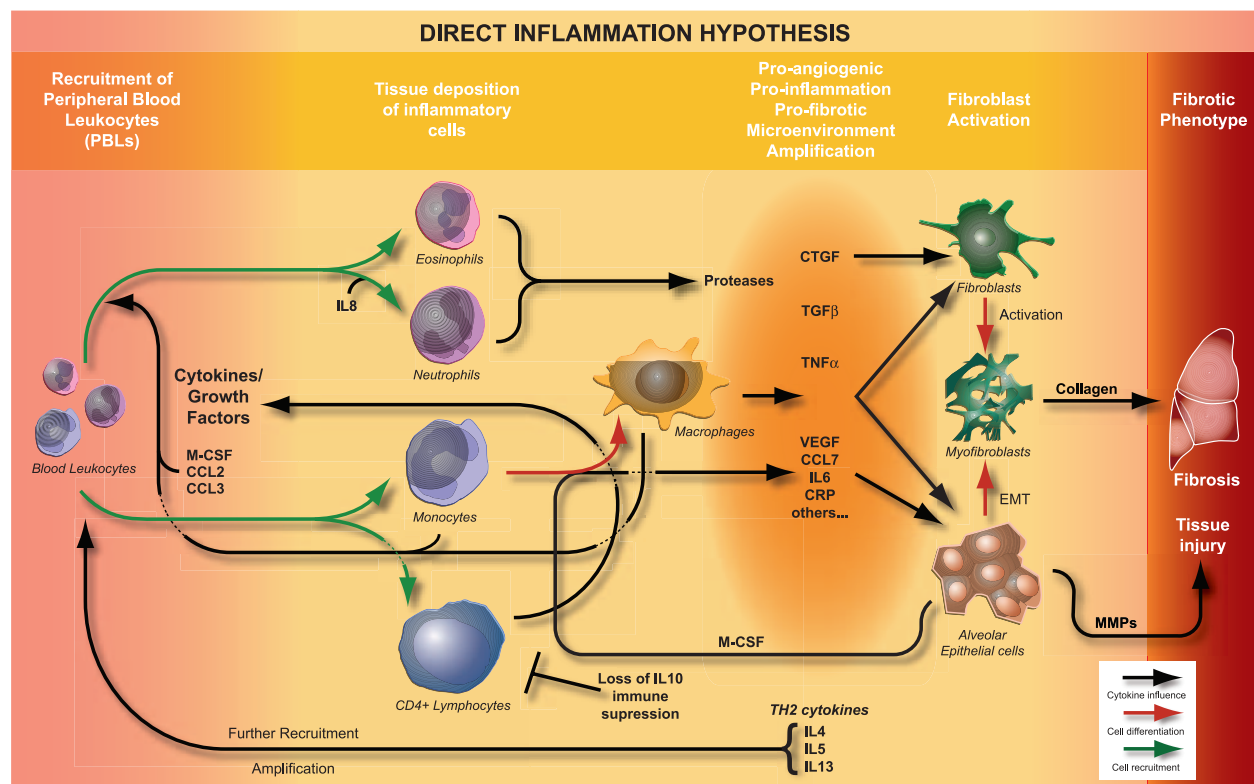 DIRECT INFLAMMATION HYPOTHESIS
Recruitment of
Peripheral Blood
Leukocytes
(PBLs)
Tissue deposition
of inflammatory
cells
Pro-angiogenic
Pro-inflammation
Pro-fibrotic
Microenvironment
Amplification
Fibroblast
Activation
Fibrotic
Phenotype
Eosinophils
IL8
Neutrophils
Proteases
CTGF
TGFβ
TNFα
Fibroblasts
Activation
Cytokines/
Growth
Factors
M-CSF
CCL2
CCL3
Blood Leukocytes
Monocytes
Macrophages
VEGF
CCL7
IL6
CRP
others...
Myofibroblasts
Collagen
EMT
Fibrosis
Tissue
injury
CD4+ Lymphocytes
M-CSF
Alveolar
Epithelial cells
MMPs
Loss of IL10
immune
supression
TH2 cytokines
IL4
IL5
IL13
Further Recruitment
Amplification
Cytokine influence
Cell differentiation
Cell recruitment